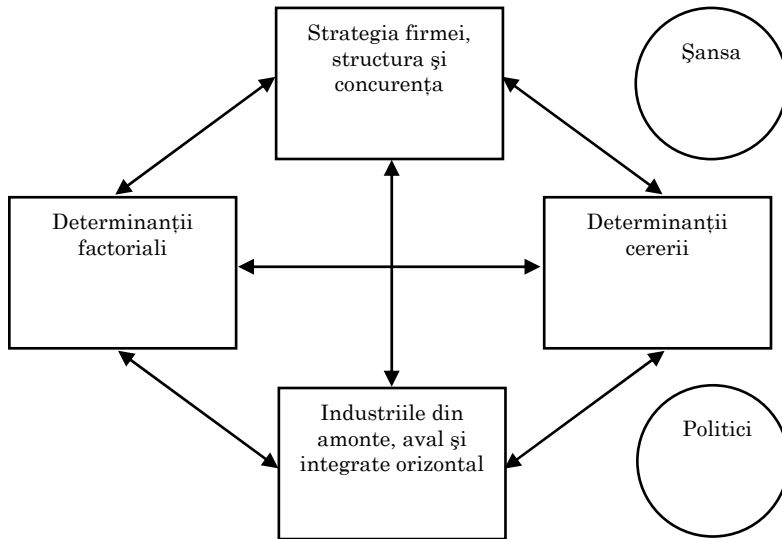 Strategia firmei,
structura şi
concurenţa
Şansa
Determinanţii
factoriali
Determinanţii
cererii
Industriile din
amonte, aval şi
integrate orizontal
Politici